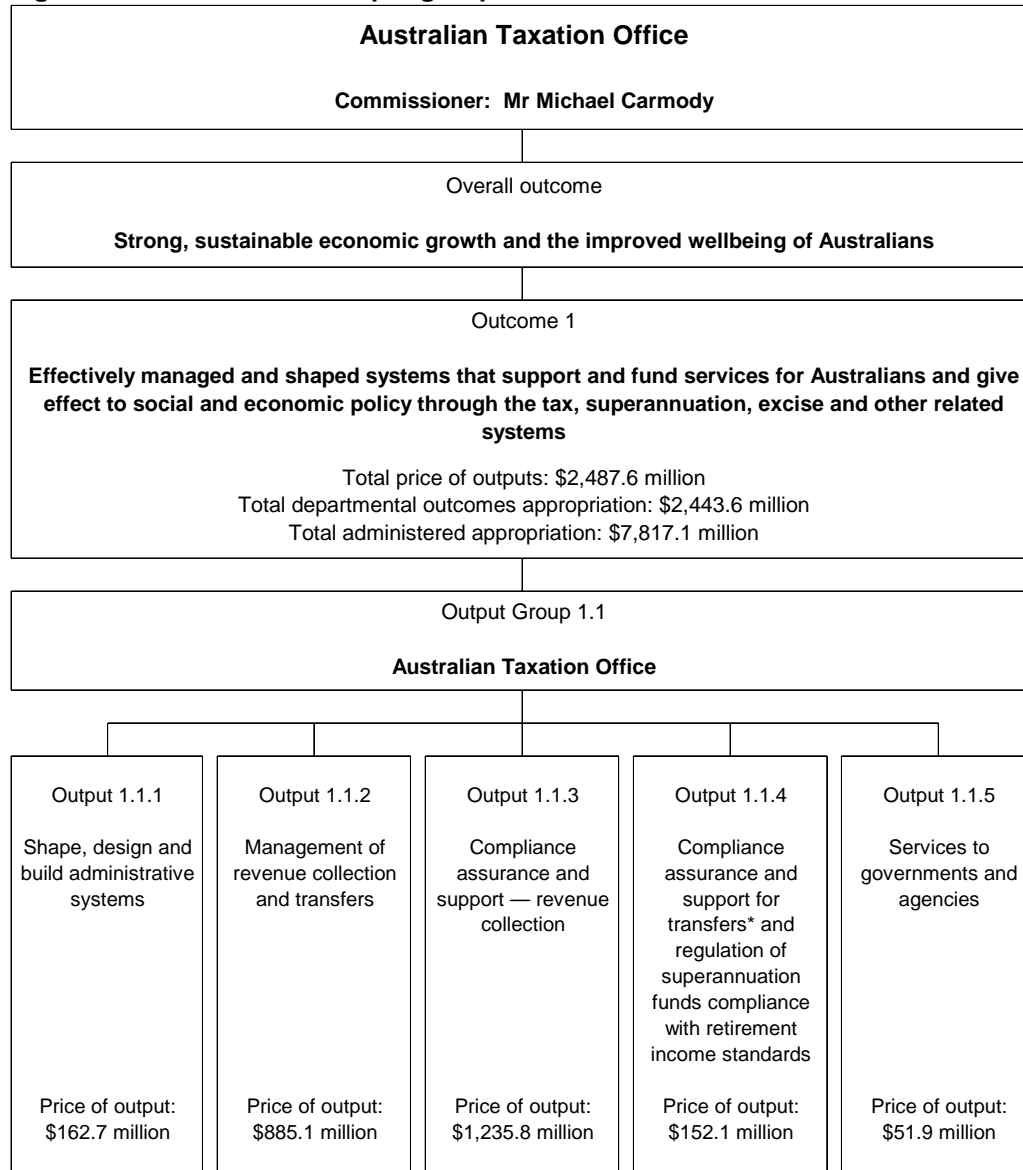 Australian Taxation Office
Commissioner: Mr Michael Carmody
Overall outcome
Strong, sustainable economic growth and the improved wellbeing of Australians
Outcome 1
Effectively managed and shaped systems that support and fund services for Australians and give
effect to social and economic policy through the tax, superannuation, excise and other related
systems
Total price of outputs: $2,487.6 million
Total departmental outcomes appropriation: $2,443.6 million
Total administered appropriation: $7,817.1 million
Output Group 1.1
Australian Taxation Office
Output 1.1.1
Shape, design and
build administrative
systems
Price of output:
$162.7 million
Output 1.1.2
Management of
revenue collection
and transfers
Price of output:
$885.1 million
Output 1.1.3
Compliance
assurance and
support — revenue
collection
Price of output:
$1,235.8 million
Output 1.1.4
Compliance
assurance and
support for
transfers* and
regulation of
superannuation
funds compliance
with retirement
income standards
Price of output:
$152.1 million
Output 1.1.5
Services to
governments and
agencies
Price of output:
$51.9 million